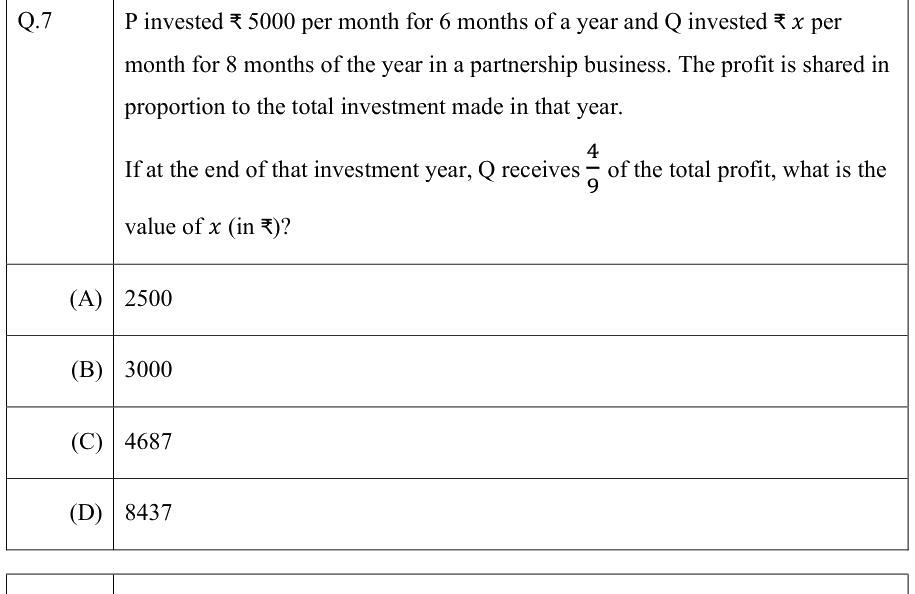 Q.7 P invested ₹ 5000 per month for 6 months of a year and Q invested ₹ x per
month for 8 months of the year in a partnership business. The profit is shared in
proportion to the total investment made in that year.
If at the end of that investment year, Q receives 4/9 of the total profit, what is the
value of x (in ₹)?
(A) 2500
(B) 3000
(C) 4687
(D) 8437